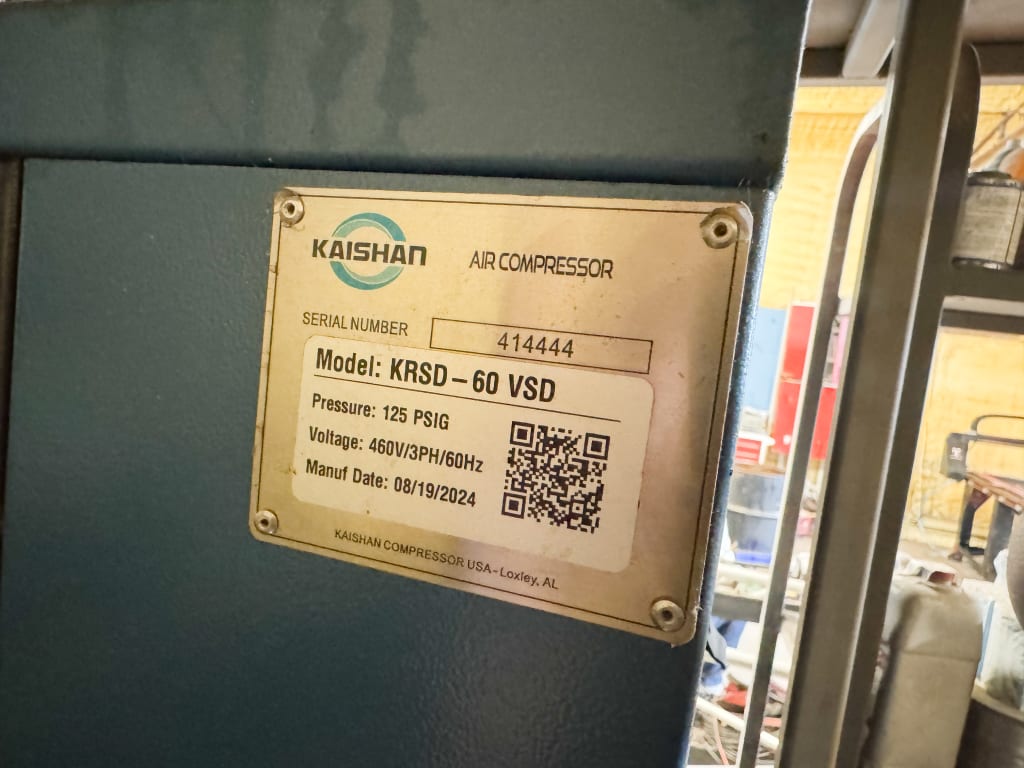 KAISHAN
AIR COMPRESSOR
SERIAL NUMBER 414444
Model: KRSD-60 VSD
Pressure: 125 PSIG
Voltage: 460V/3PH/60Hz
Manuf Date: 08/19/2024
KAISHAN COMPRESSOR USA-Loxley, AL